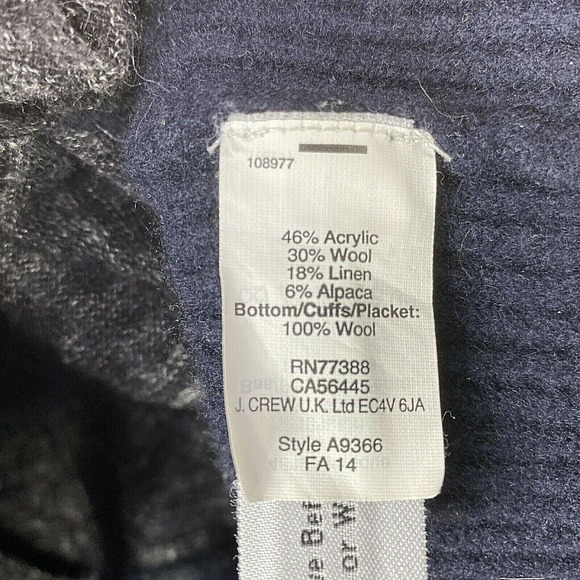 108977
46% Acrylic
30% Wool
18% Linen
6% Alpaca
Bottom/Cuffs/Placket:
100% Wool
RN77388
CA56445
J. CREW U.K. Ltd EC4V 6JA
Style A9366
FA 14
or W